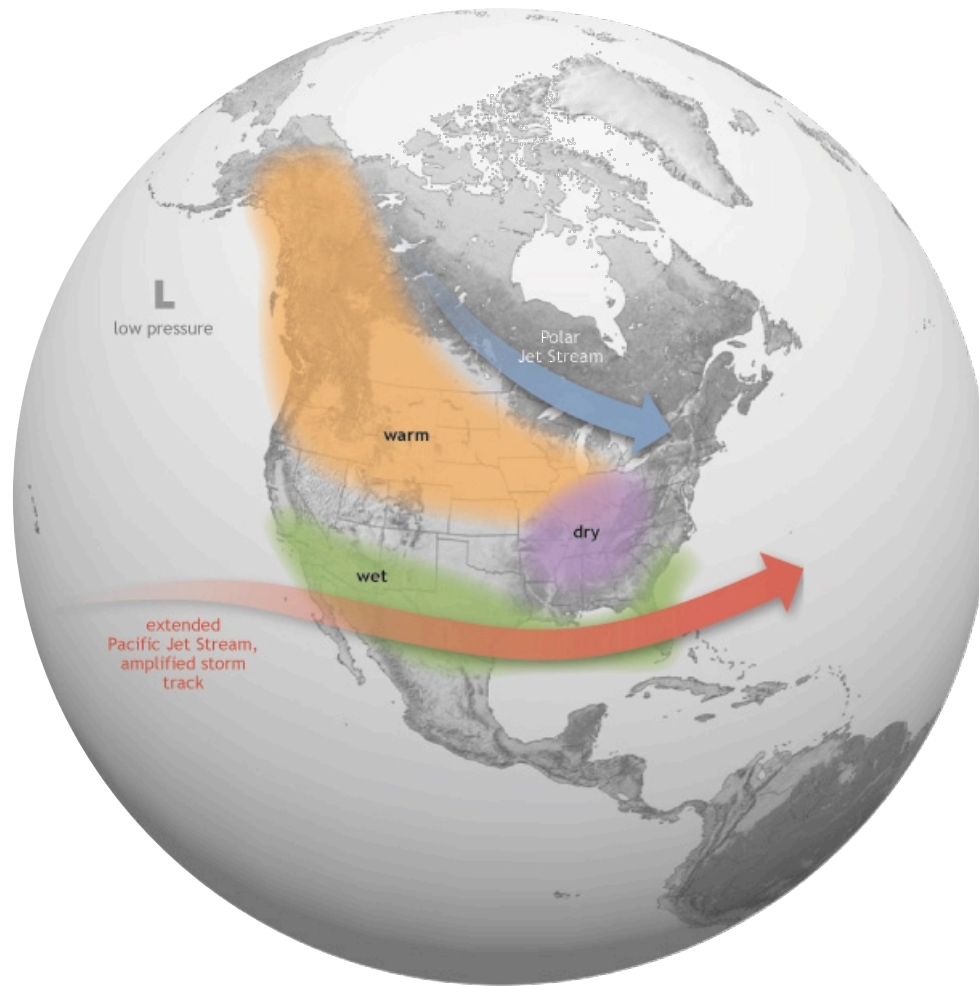 L
low pressure
Polar
Jet Stream
warm
dry
wet
extended
Pacific Jet Stream,
amplified storm
track